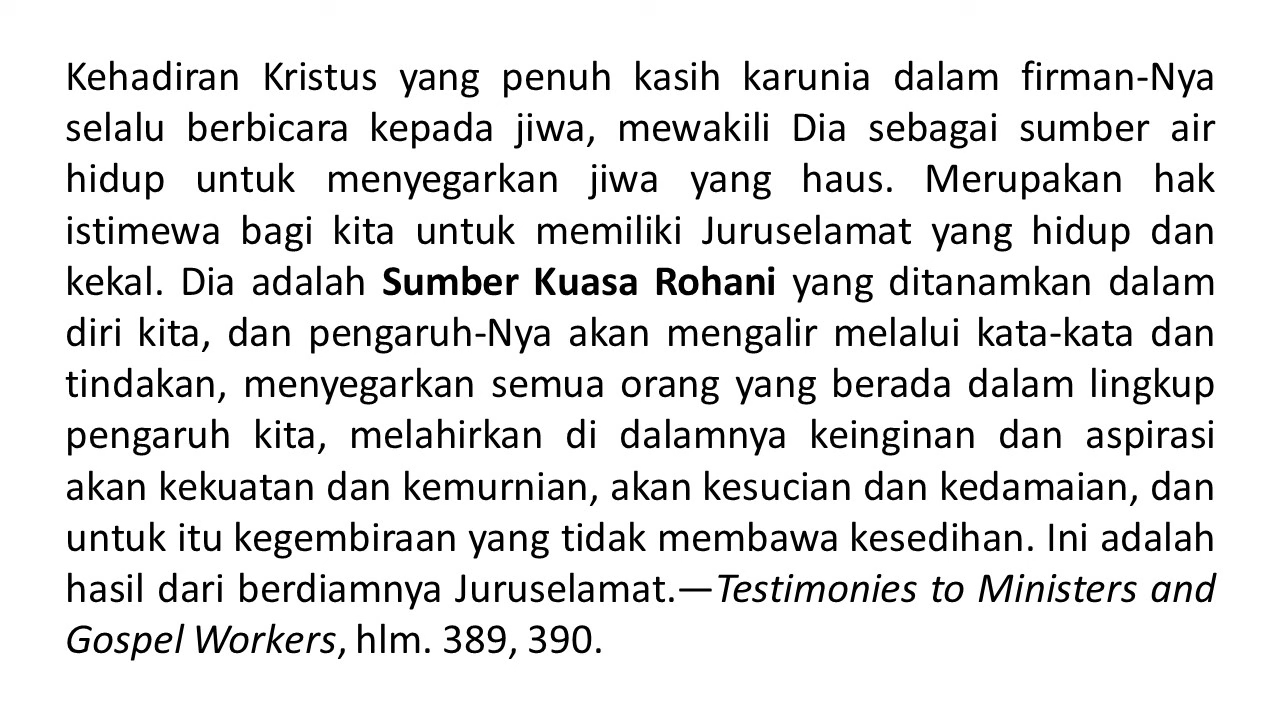 Kehadiran Kristus yang penuh kasih karunia dalam firman-Nya
selalu berbicara kepada jiwa, mewakili Dia sebagai sumber air
hidup untuk menyegarkan jiwa yang haus. Merupakan hak
istimewa bagi kita untuk memiliki Juruselamat yang hidup dan
kekal. Dia adalah Sumber Kuasa Rohani yang ditanamkan dalam
diri kita, dan pengaruh-Nya akan mengalir melalui kata-kata dan
tindakan, menyegarkan semua orang yang berada dalam lingkup
pengaruh kita, melahirkan di dalamnya keinginan dan aspirasi
akan kekuatan dan kemurnian, akan kesucian dan kedamaian, dan
untuk itu kegembiraan yang tidak membawa kesedihan. Ini adalah
hasil dari berdiamnya Juruselamat.—Testimonies to Ministers and
Gospel Workers, hlm. 389, 390.